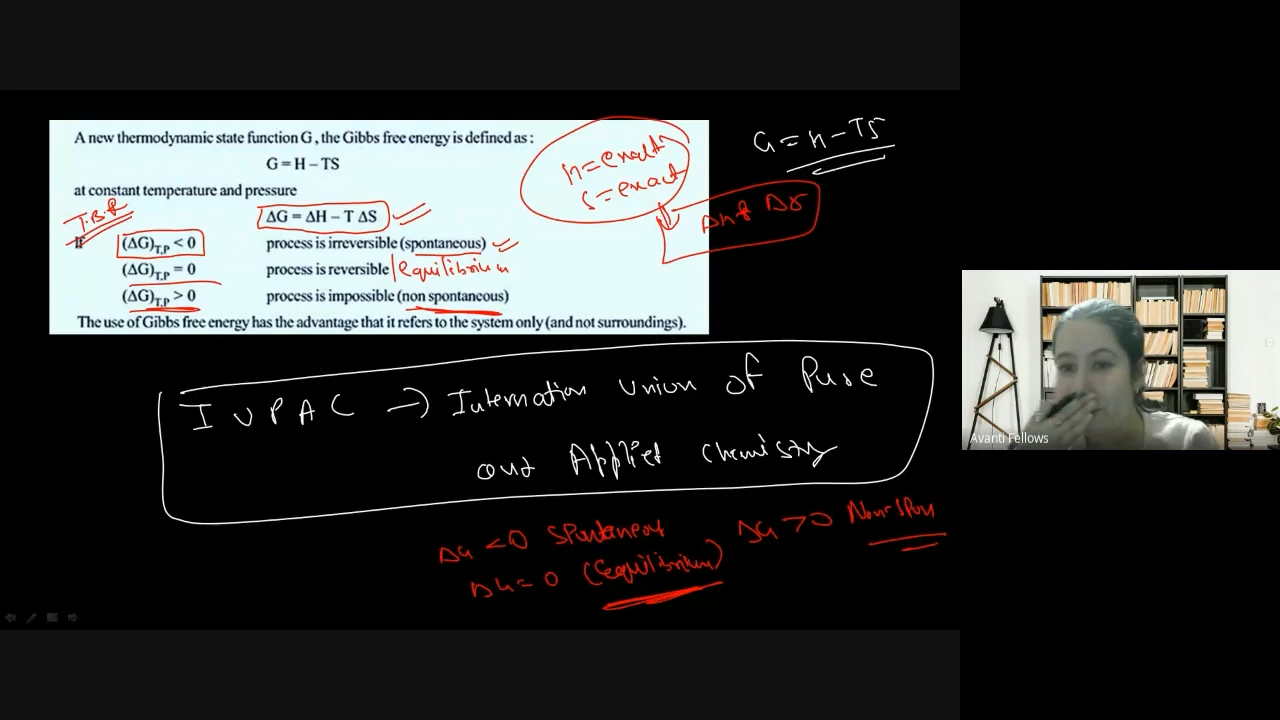 A new thermodynamic state function G , the Gibbs free energy is defined as :
G = H – TS
at constant temperature and pressure
ΔG = ΔH – T ΔS
If (ΔG)T,P < 0 process is irreversible (spontaneous)
(ΔG)T,P = 0 process is reversible / equilibrium
(ΔG)T,P > 0 process is impossible (non spontaneous)
The use of Gibbs free energy has the advantage that it refers to the system only (and not surroundings).
H = exact
S = exact
G = H – TS
I U P A C → Internation Union of Pure
and Applied Chemistry
ΔG < 0 Spontaneous
ΔG = 0 (Equilibrium)
ΔG > 0 Non-spon
Avanti Fellows